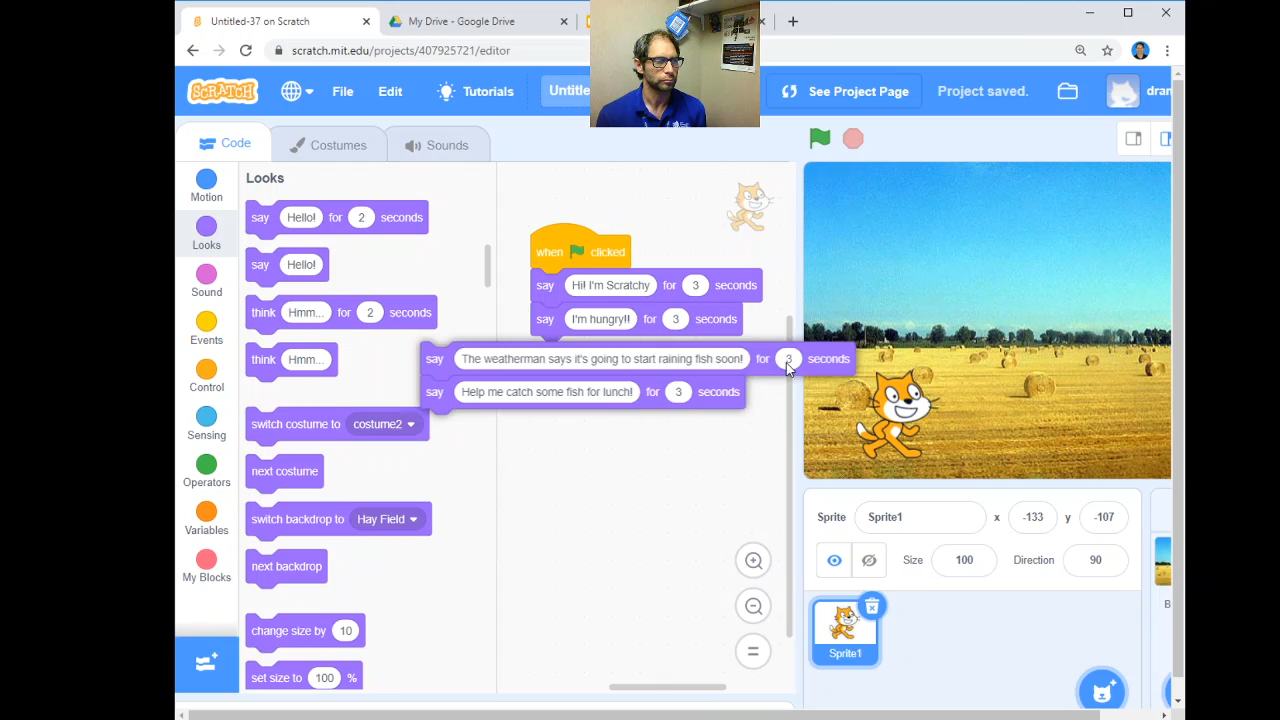 Untitled-37 on Scratch
My Drive - Google Drive
scratch.mit.edu/projects/407925721/editor
SCRATCH
File
Edit
Tutorials
Untitle
See Project Page
Project saved.
dran
Code
Costumes
Sounds
Motion
Looks
Sound
Events
Control
Sensing
Operators
Variables
My Blocks
Looks
say Hello! for 2 seconds
say Hello!
think Hmm... for 2 seconds
think Hmm...
switch costume to costume2
next costume
switch backdrop to Hay Field
next backdrop
change size by 10
set size to 100 %
when clicked
say Hi! I'm Scratchy for 3 seconds
say I'm hungry!! for 3 seconds
say The weatherman says it's going to start raining fish soon! for 3 seconds
say Help me catch some fish for lunch! for 3 seconds
Sprite Sprite1 x -133 y -107
Size 100 Direction 90
Sprite1
B